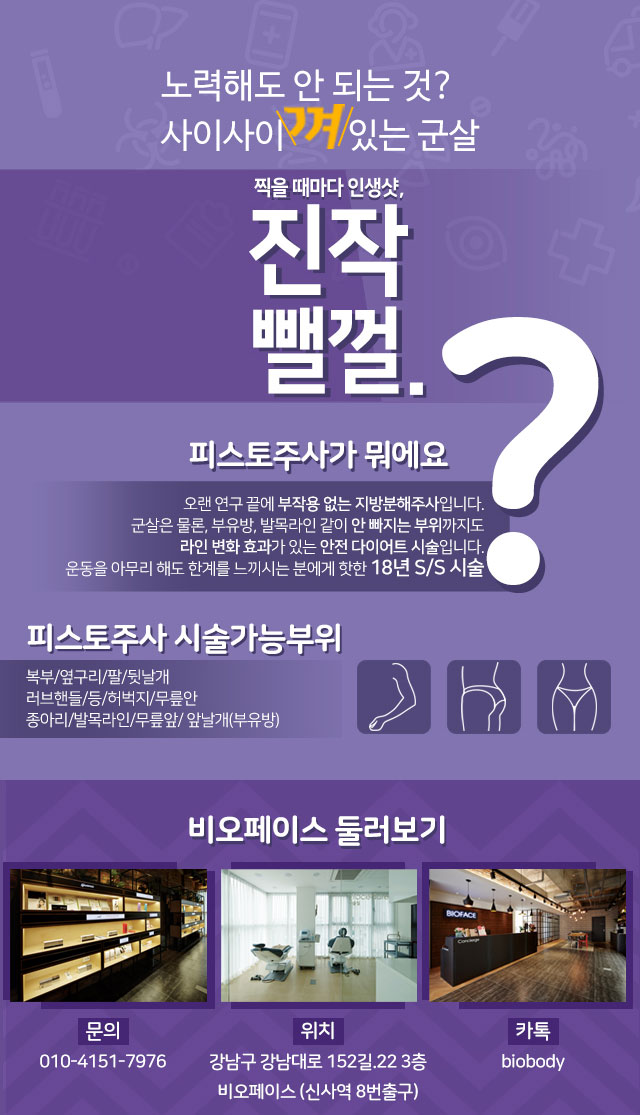 노력해도 안 되는 것?
사이사이 껴 있는 군살
찍을 때마다 인생샷,
진작
뺄껄.
?
피스토주사가 뭐에요
오랜 연구 끝에 부작용 없는 지방분해주사입니다.
군살은 물론, 부유방, 발목라인 같이 안 빠지는 부위까지도
라인 변화 효과가 있는 안전 다이어트 시술입니다.
운동을 아무리 해도 한계를 느끼시는 분에게 핫한 18년 S/S 시술
피스토주사 시술가능부위
복부/옆구리/팔/뒷날개
러브핸들/등/허벅지/무릎안
종아리/발목라인/무릎앞/ 앞날개(부유방)
비오페이스 둘러보기
BIOFACE
Concierge
문의
위치
카톡
010-4151-7976
강남구 강남대로 152길.22 3층
biobody
비오페이스 (신사역 8번출구)